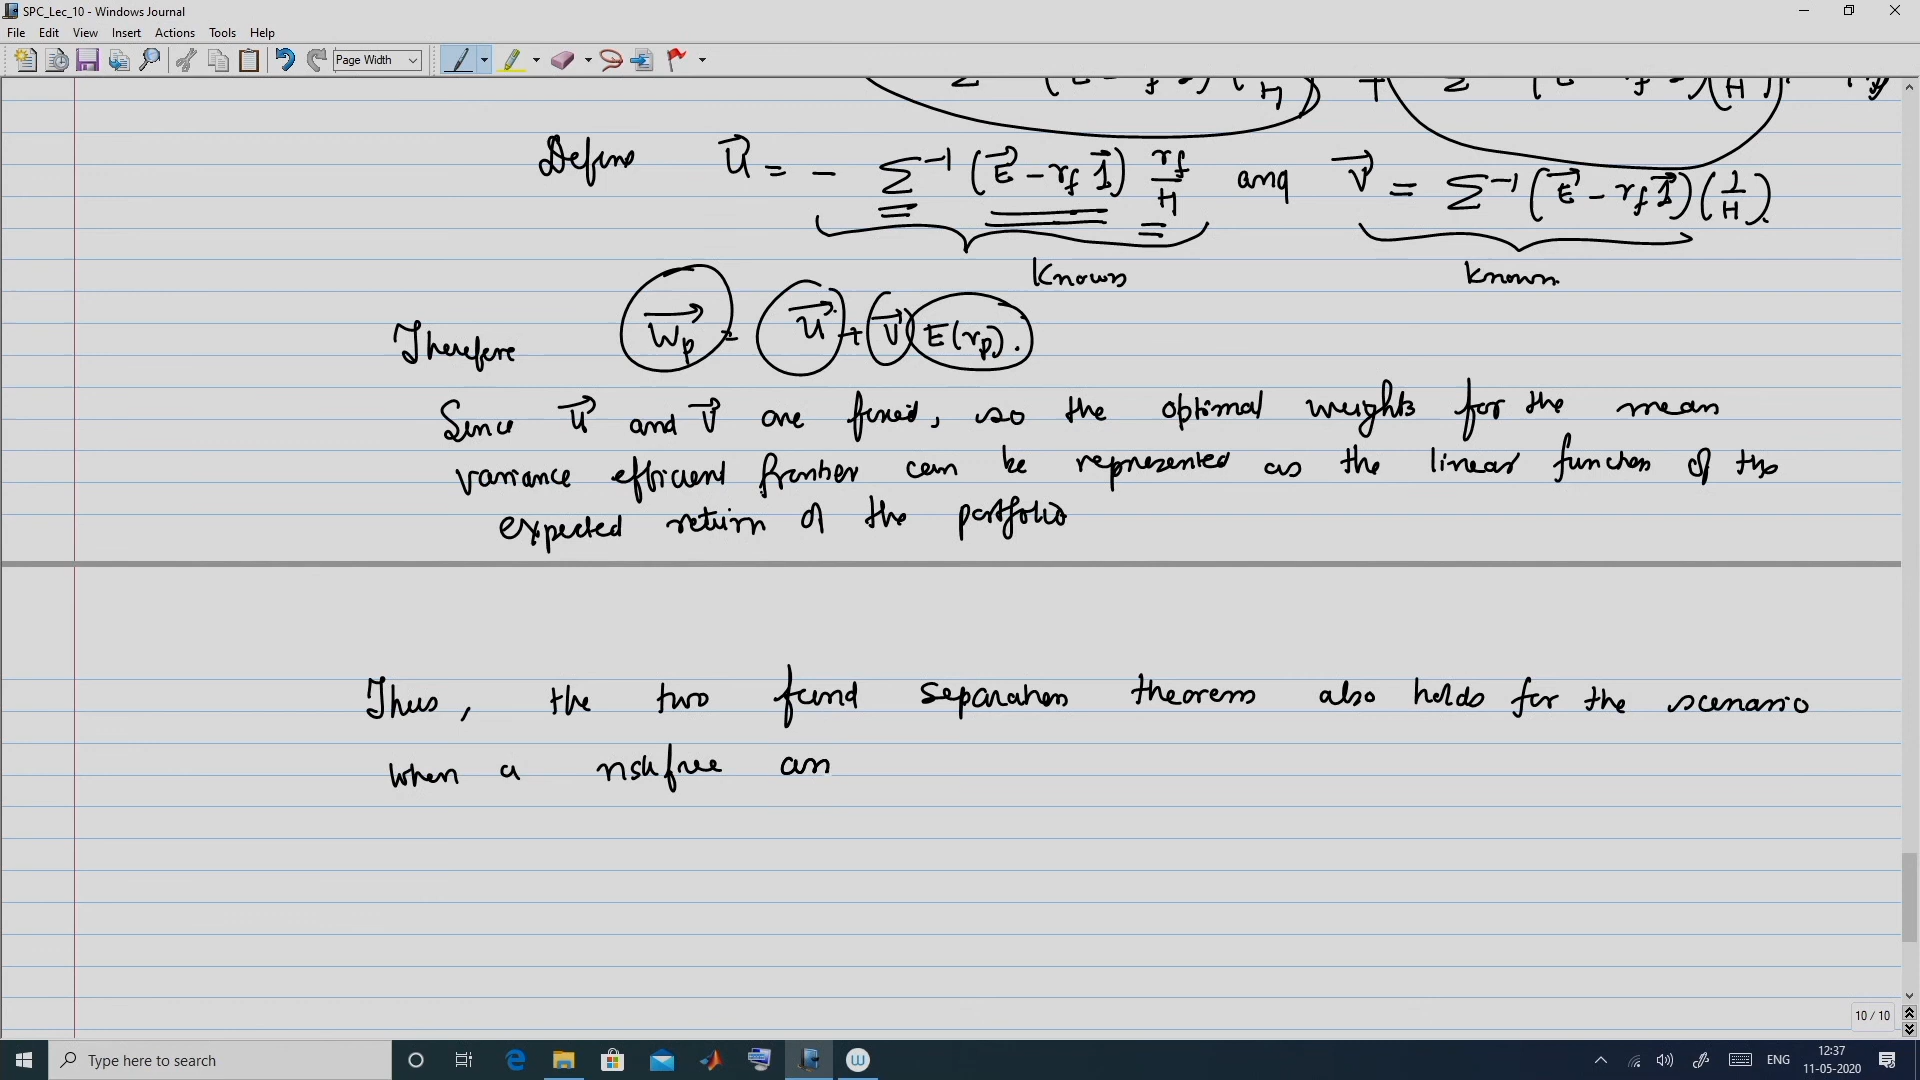 SPC_Lec_10 - Windows Journal
File Edit View Insert Actions Tools Help
Page Width
Define U⃗ = - Σ⁻¹ (E⃗ - r_f 1⃗) r_f/H and V⃗ = Σ⁻¹ (E⃗ - r_f 1⃗) (1/H).
Known Known
Therefore W_p⃗ = U⃗ + V⃗ E(r_p).
Since U⃗ and V⃗ are fixed, so the optimal weights for the mean
variance efficient frontier can be represented as the linear function of the
expected return of the portfolio
Thus, the two fund separation theorem also holds for the scenario
when a riskfree as
10 / 10
Type here to search
ENG
12:37
11-05-2020